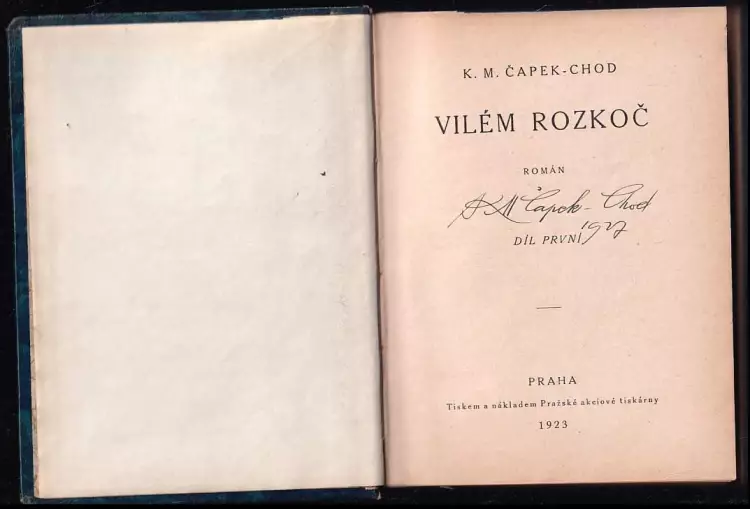 K. M. ČAPEK-CHOD
VILÉM ROZKOČ
ROMÁN
K M Čapek-Chod
1927
DÍL PRVNÍ
PRAHA
Tiskem a nákladem Pražské akciové tiskárny
1923